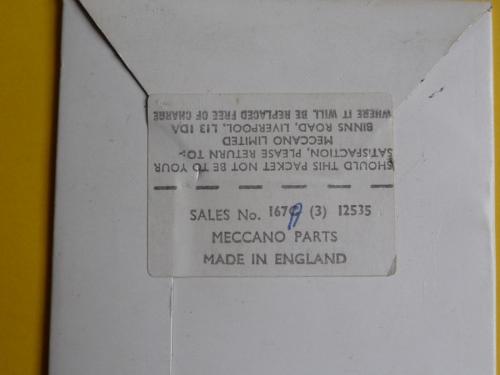 SHOULD THIS PACKET NOT BE TO YOUR
SATISFACTION, PLEASE RETURN TO:-
MECCANO LIMITED
BINNS ROAD, LIVERPOOL, L13 1DA
WHERE IT WILL BE REPLACED FREE OF CHARGE
SALES No. 167 (3) 12535
MECCANO PARTS
MADE IN ENGLAND